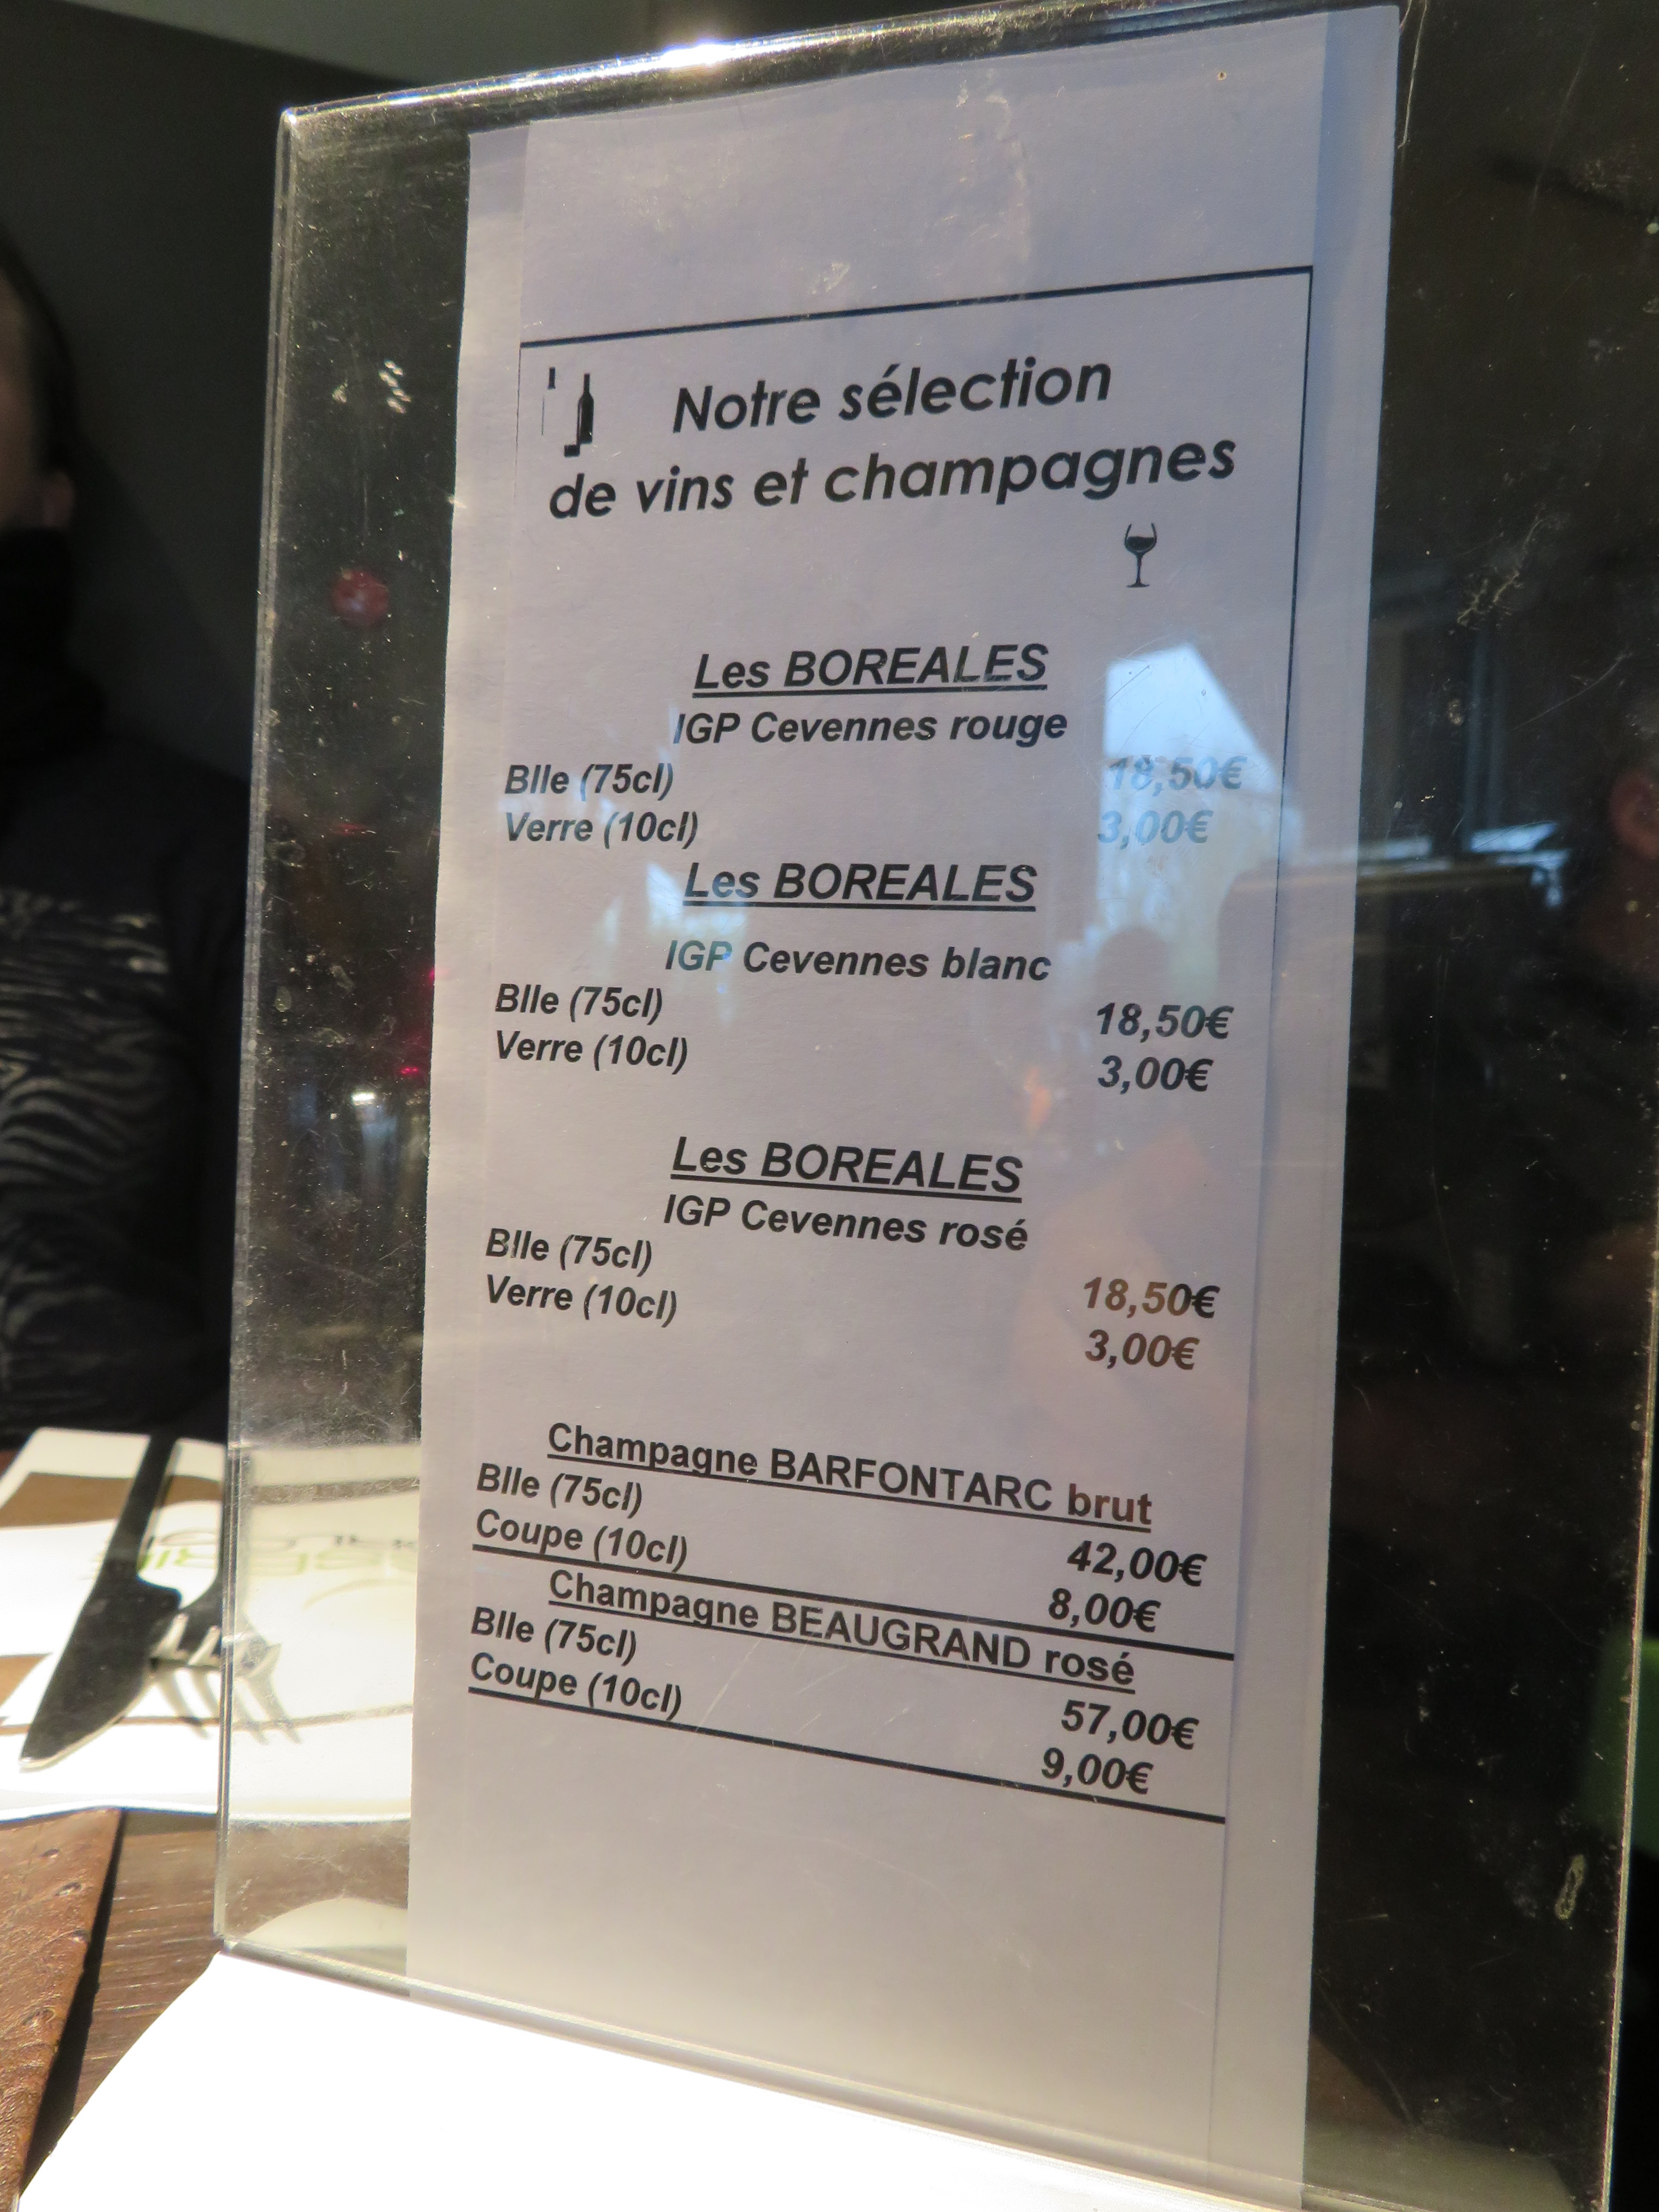 Notre sélection
de vins et champagnes
Les BOREALES
IGP Cevennes rouge
Blle (75cl) 18,50€
Verre (10cl) 3,00€
Les BOREALES
IGP Cevennes blanc
Blle (75cl) 18,50€
Verre (10cl) 3,00€
Les BOREALES
IGP Cevennes rosé
Blle (75cl) 18,50€
Verre (10cl) 3,00€
Champagne BARFONTARC brut
Blle (75cl) 42,00€
Coupe (10cl) 8,00€
Champagne BEAUGRAND rosé
Blle (75cl) 57,00€
Coupe (10cl) 9,00€